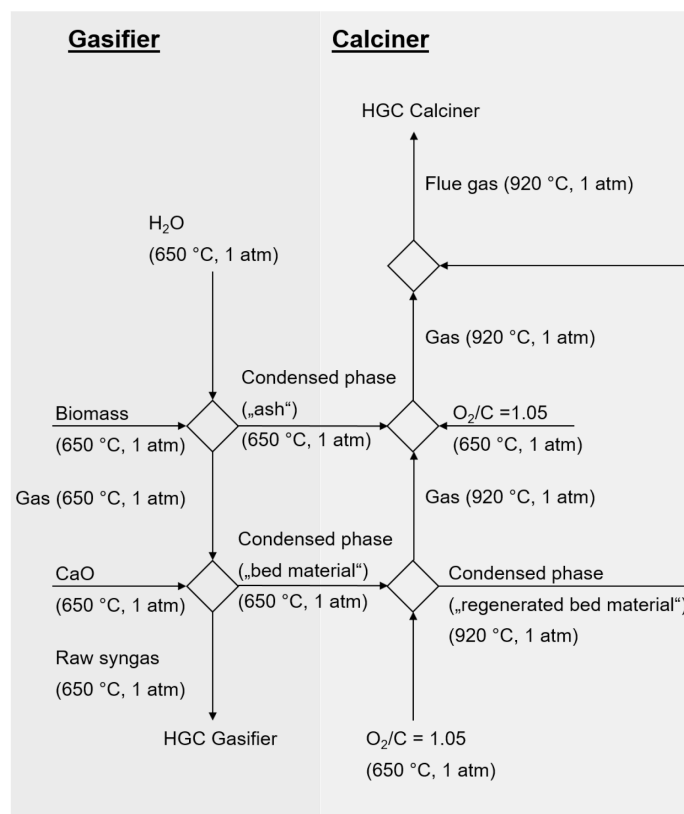 Gasifier
Calciner
HGC Calciner
Flue gas (920 °C, 1 atm)
H₂O
(650 °C, 1 atm)
Gas (920 °C, 1 atm)
Condensed phase
(„ash“)
(650 °C, 1 atm)
Biomass
(650 °C, 1 atm)
O₂/C =1.05
(650 °C, 1 atm)
Gas (650 °C, 1 atm)
Gas (920 °C, 1 atm)
Condensed phase
(„bed material“)
(650 °C, 1 atm)
CaO
(650 °C, 1 atm)
Condensed phase
(„regenerated bed material“)
(920 °C, 1 atm)
Raw syngas
(650 °C, 1 atm)
HGC Gasifier
O₂/C = 1.05
(650 °C, 1 atm)